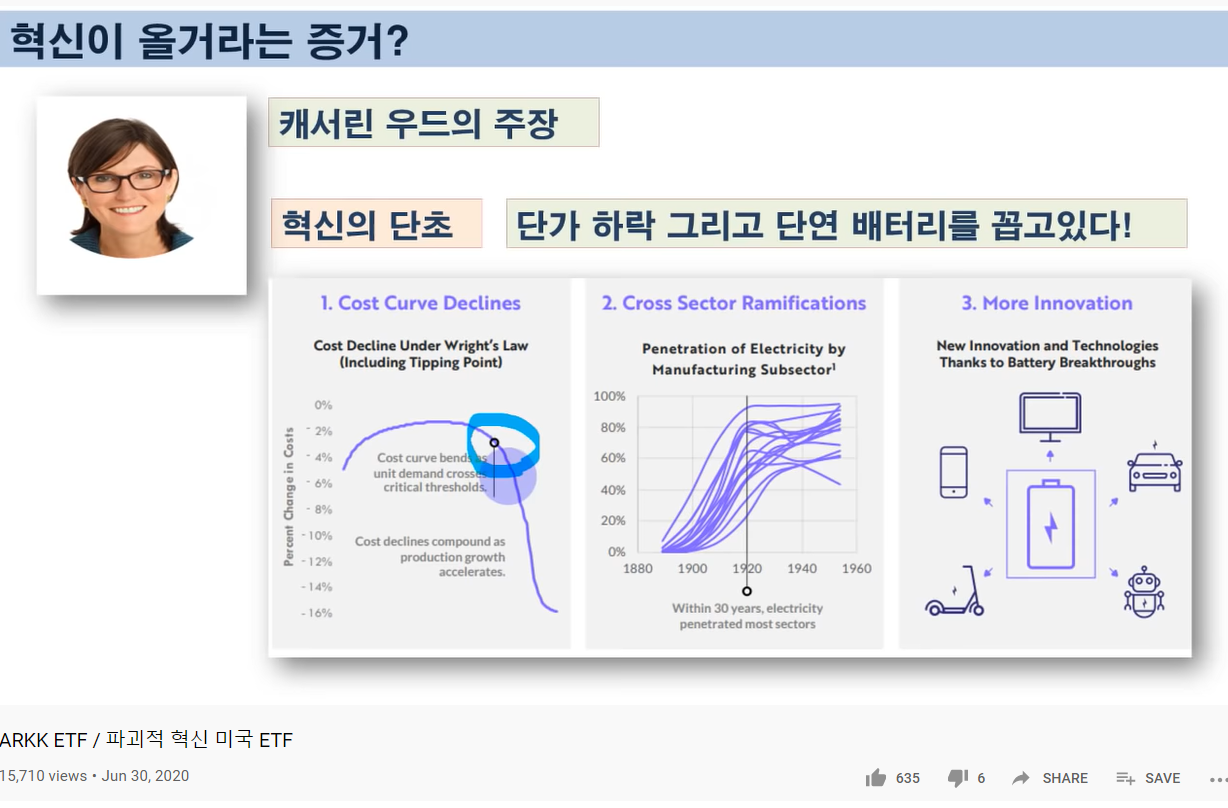 혁신이 올거라는 증거?
캐서린 우드의 주장
혁신의 단초
단가 하락 그리고 단연 배터리를 꼽고있다!
1. Cost Curve Declines
Cost Decline Under Wright's Law
(Including Tipping Point)
Percent Change in Costs
0%
- 2%
- 4%
- 6%
- 8%
- 10%
- 12%
- 14%
- 16%
Cost curve bends as
unit demand crosses
critical thresholds.
Cost declines compound as
production growth
accelerates.
2. Cross Sector Ramifications
Penetration of Electricity by
Manufacturing Subsector¹
100%
80%
60%
40%
20%
0%
1880 1900 1920 1940 1960
Within 30 years, electricity
penetrated most sectors
3. More Innovation
New Innovation and Technologies
Thanks to Battery Breakthroughs
ARKK ETF / 파괴적 혁신 미국 ETF
15,710 views • Jun 30, 2020
635 6 SHARE SAVE